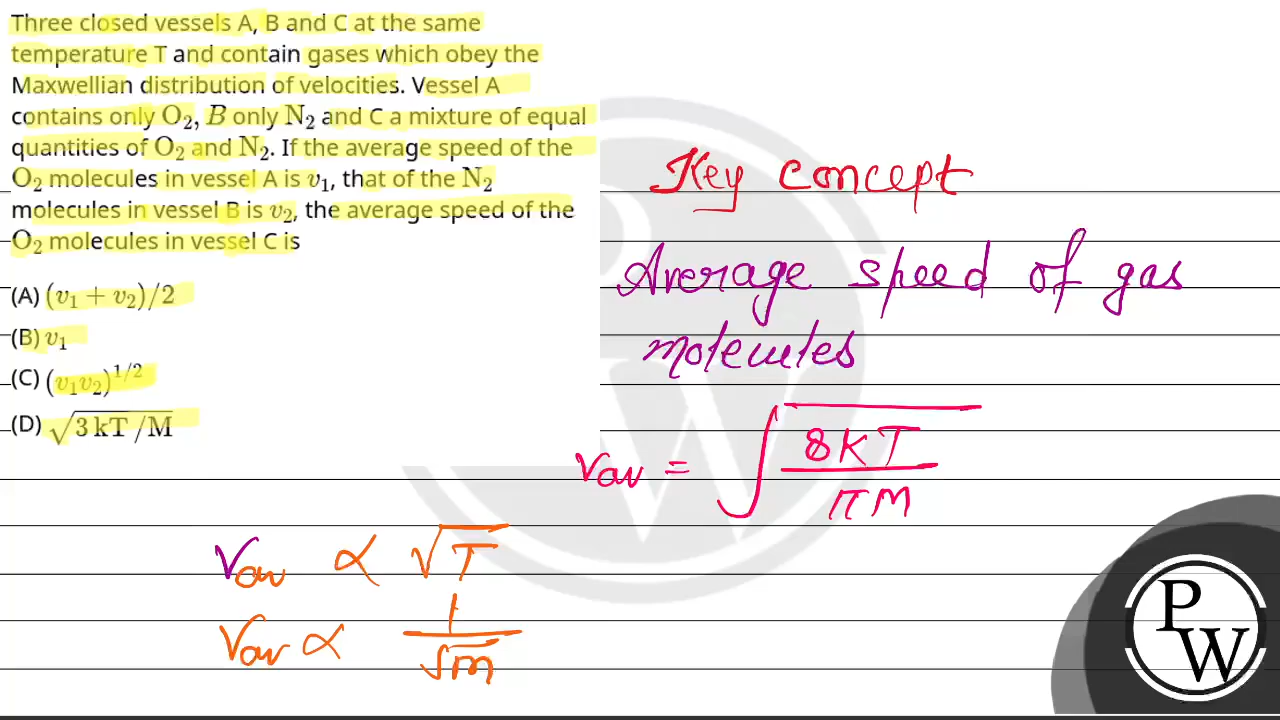 Three closed vessels A, B and C at the same
temperature T and contain gases which obey the
Maxwellian distribution of velocities. Vessel A
contains only O₂, B only N₂ and C a mixture of equal
quantities of O₂ and N₂. If the average speed of the
O₂ molecules in vessel A is v₁, that of the N₂
molecules in vessel B is v₂, the average speed of the
O₂ molecules in vessel C is
(A) (v₁ + v₂)/2
(B) v₁
(C) (v₁v₂)^{1/2}
(D) √(3 kT /M)
Key concept
Average speed of gas
molecules
Vav = √(8KT/πM)
Vav ∝ √T
Vav ∝ 1/√m
P
W